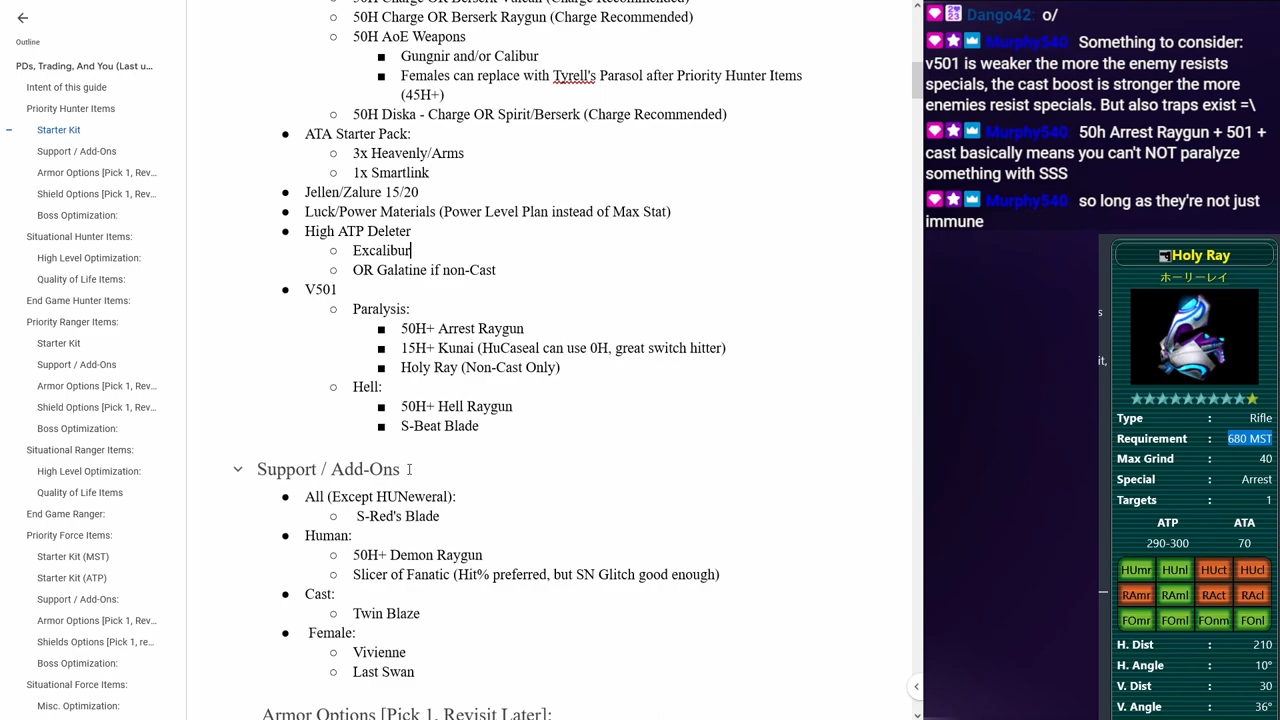 Outline
PDs, Trading, And You (Last u...
Intent of this guide
Priority Hunter Items
Starter Kit
Support / Add-Ons
Armor Options [Pick 1, Rev...
Shield Options [Pick 1, Rev...
Boss Optimization:
Situational Hunter Items:
High Level Optimization:
Quality of Life Items:
End Game Hunter Items:
Priority Ranger Items:
Starter Kit
Support / Add-Ons
Armor Options [Pick 1, Rev...
Shield Options [Pick 1, Rev...
Boss Optimization:
Situational Ranger Items:
High Level Optimization:
Quality of Life Items
End Game Ranger:
Priority Force Items:
Starter Kit (MST)
Starter Kit (ATP)
Support / Add-Ons:
Armor Options [Pick 1, Rev...
Shields Options [Pick 1, re...
Boss Optimization:
Situational Force Items:
Misc. Optimization:
50H Charge OR Berserk Vulcan (Charge Recommended)
50H Charge OR Berserk Raygun (Charge Recommended)
50H AoE Weapons
Gungnir and/or Calibur
Females can replace with Tyrell's Parasol after Priority Hunter Items
(45H+)
50H Diska - Charge OR Spirit/Berserk (Charge Recommended)
ATA Starter Pack:
3x Heavenly/Arms
1x Smartlink
Jellen/Zalure 15/20
Luck/Power Materials (Power Level Plan instead of Max Stat)
High ATP Deleter
Excalibur
OR Galatine if non-Cast
V501
Paralysis:
50H+ Arrest Raygun
15H+ Kunai (HuCaseal can use 0H, great switch hitter)
Holy Ray (Non-Cast Only)
Hell:
50H+ Hell Raygun
S-Beat Blade
Support / Add-Ons
All (Except HUNeweral):
S-Red's Blade
Human:
50H+ Demon Raygun
Slicer of Fanatic (Hit% preferred, but SN Glitch good enough)
Cast:
Twin Blaze
Female:
Vivienne
Last Swan
Armor Options [Pick 1, Revisit Later]:
Dango42: o/
Murphy540 Something to consider:
v501 is weaker the more the enemy resists
specials, the cast boost is stronger the more
enemies resist specials. But also traps exist =\
Murphy540 50h Arrest Raygun + 501 +
cast basically means you can't NOT paralyze
something with SSS
Murphy540 so long as they're not just
immune
s
it,
Holy Ray
ホーリーレイ
Type : Rifle
Requirement : 680 MST
Max Grind : 40
Special : Arrest
Targets : 1
ATP ATA
290-300 70
HUmr HUnl HUct HUcl
RAmr RAml RAct RAcl
FOmr FOml FOnm FOnl
H. Dist : 210
H. Angle : 10°
V. Dist : 30
V. Angle : 36°